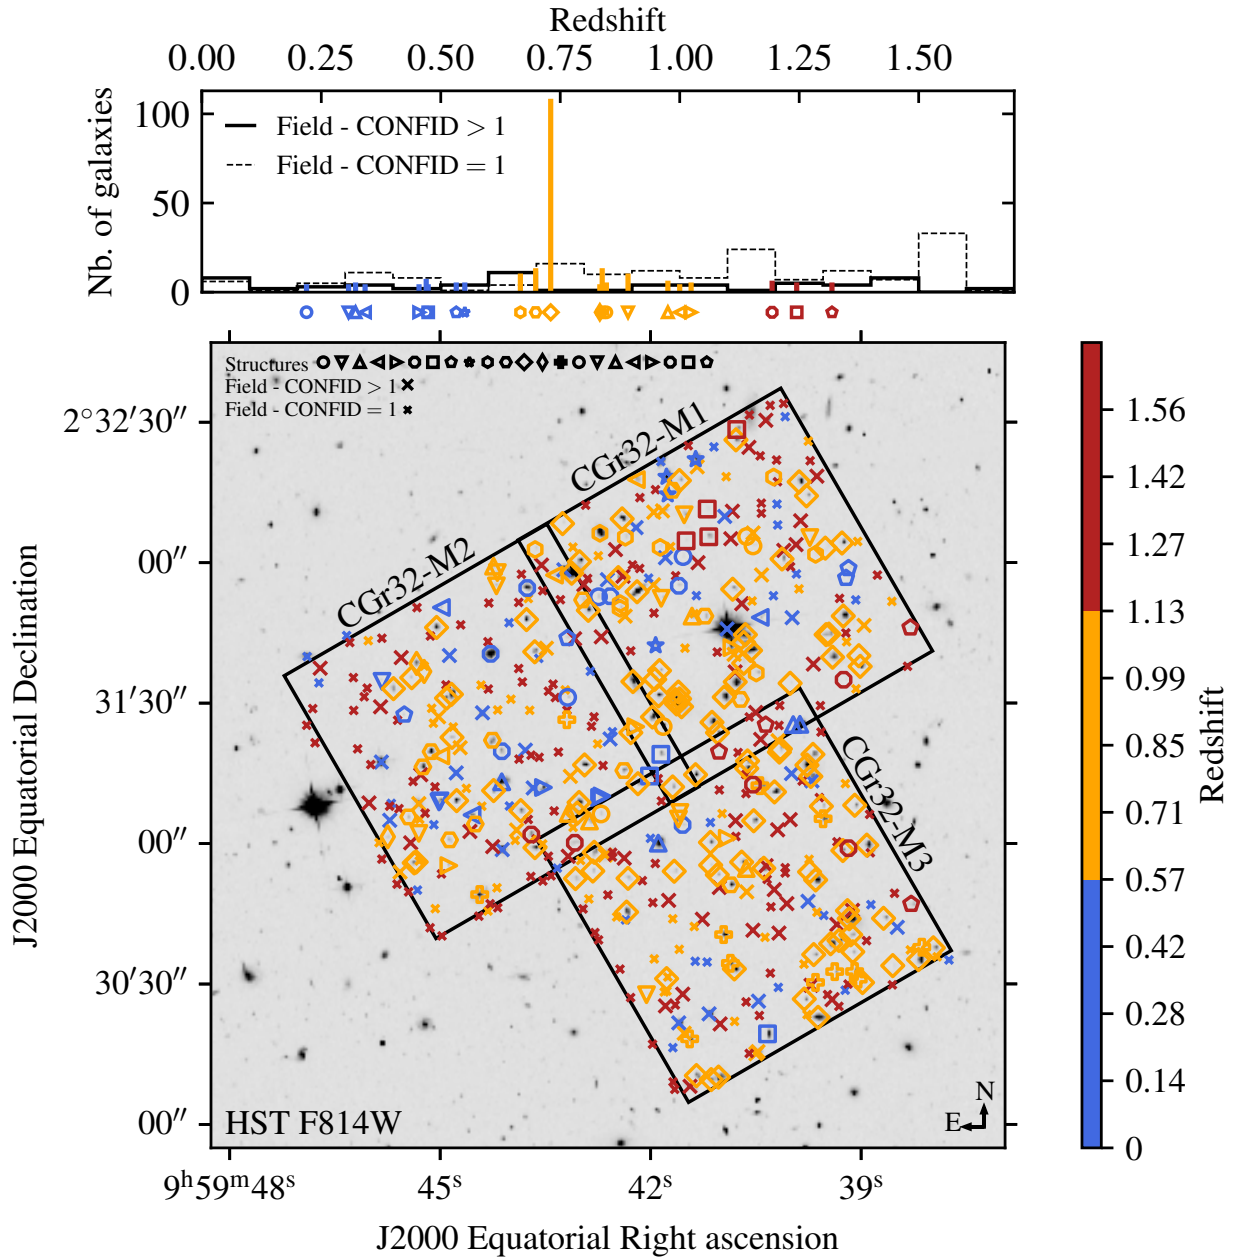 Redshift
0.00 0.25 0.50 0.75 1.00 1.25 1.50
Nb. of galaxies
100
50
0
Field - CONFID > 1
Field - CONFID = 1
Structures
Field - CONFID > 1
Field - CONFID = 1
CGr32-M1
CGr32-M2
CGr32-M3
J2000 Equatorial Declination
2°32′30″
00″
31′30″
00″
30′30″
00″
HST F814W
N
E
9ʰ59ᵐ48ˢ 45ˢ 42ˢ 39ˢ
J2000 Equatorial Right ascension
1.56
1.42
1.27
1.13
0.99
0.85
0.71
0.57
0.42
0.28
0.14
0
Redshift